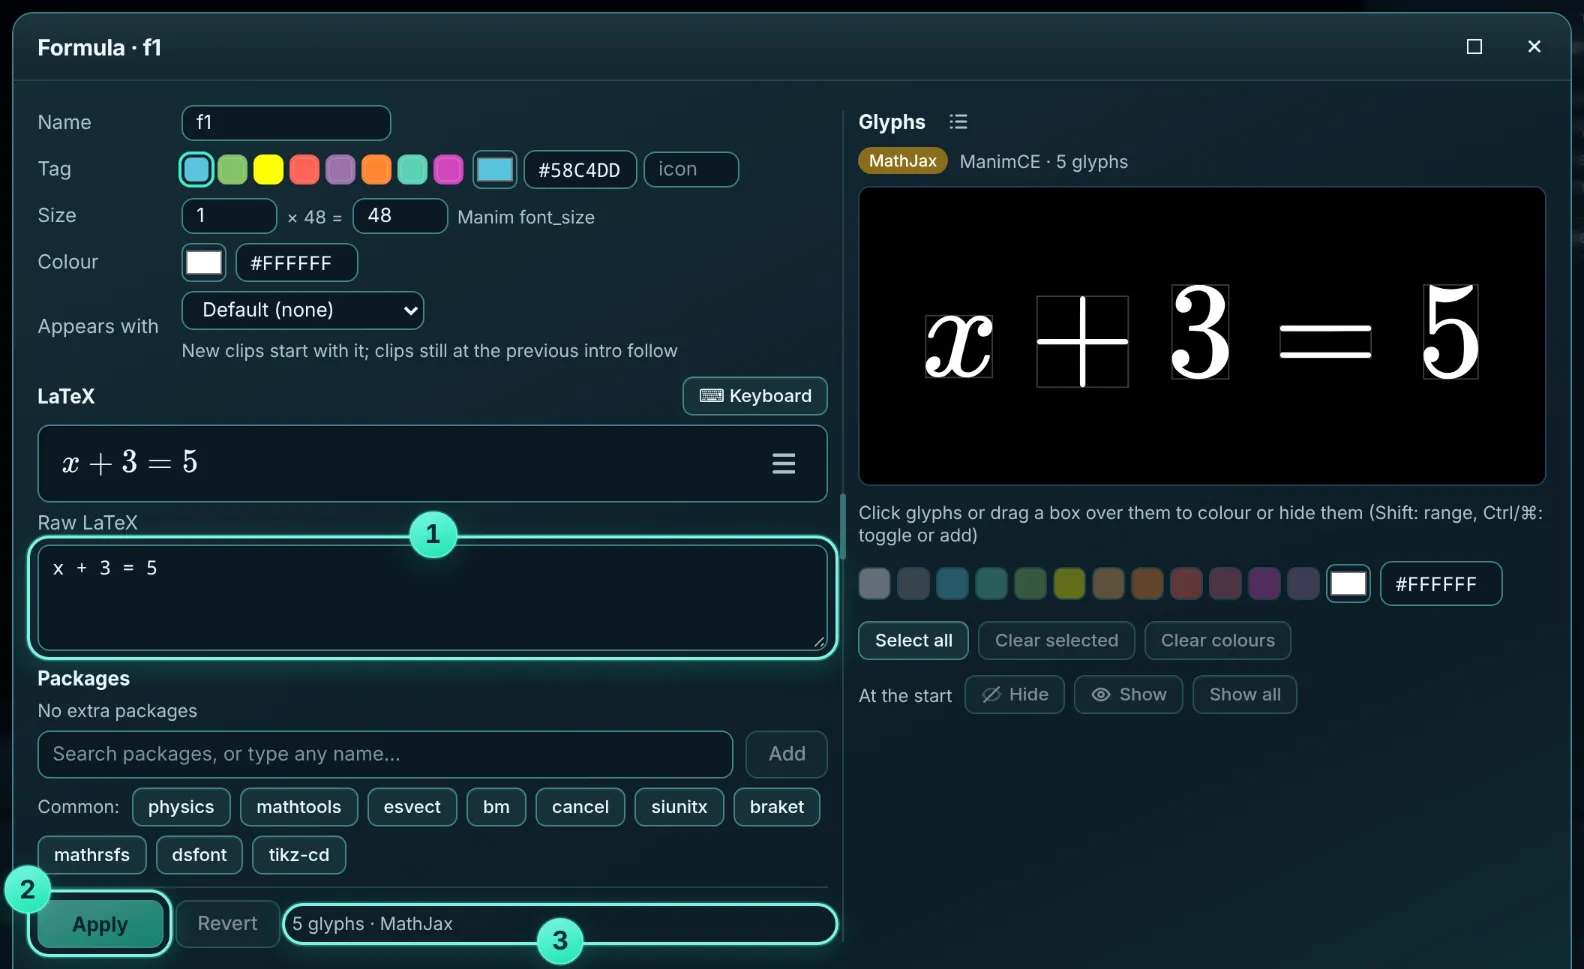 Formula · f1
Name
f1
Tag
#58C4DD
icon
Size
1
× 48 =
48
Manim font_size
Colour
#FFFFFF
Appears with
Default (none)
New clips start with it; clips still at the previous intro follow
LaTeX
Keyboard
x + 3 = 5
Raw LaTeX
1
x + 3 = 5
Packages
No extra packages
Search packages, or type any name...
Add
Common:
physics
mathtools
esvect
bm
cancel
siunitx
braket
mathrsfs
dsfont
tikz-cd
2
Apply
Revert
5 glyphs · MathJax
3
Glyphs
MathJax
ManimCE · 5 glyphs
x + 3 = 5
Click glyphs or drag a box over them to colour or hide them (Shift: range, Ctrl/⌘:
toggle or add)
#FFFFFF
Select all
Clear selected
Clear colours
At the start
Hide
Show
Show all